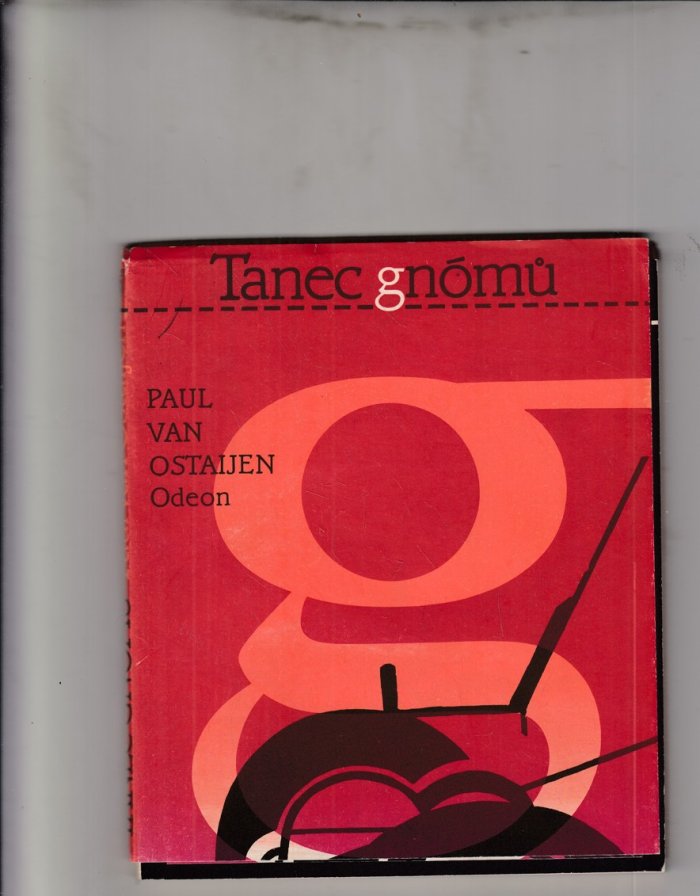 Tanec gnómů
PAUL
VAN
OSTAIJEN
Odeon